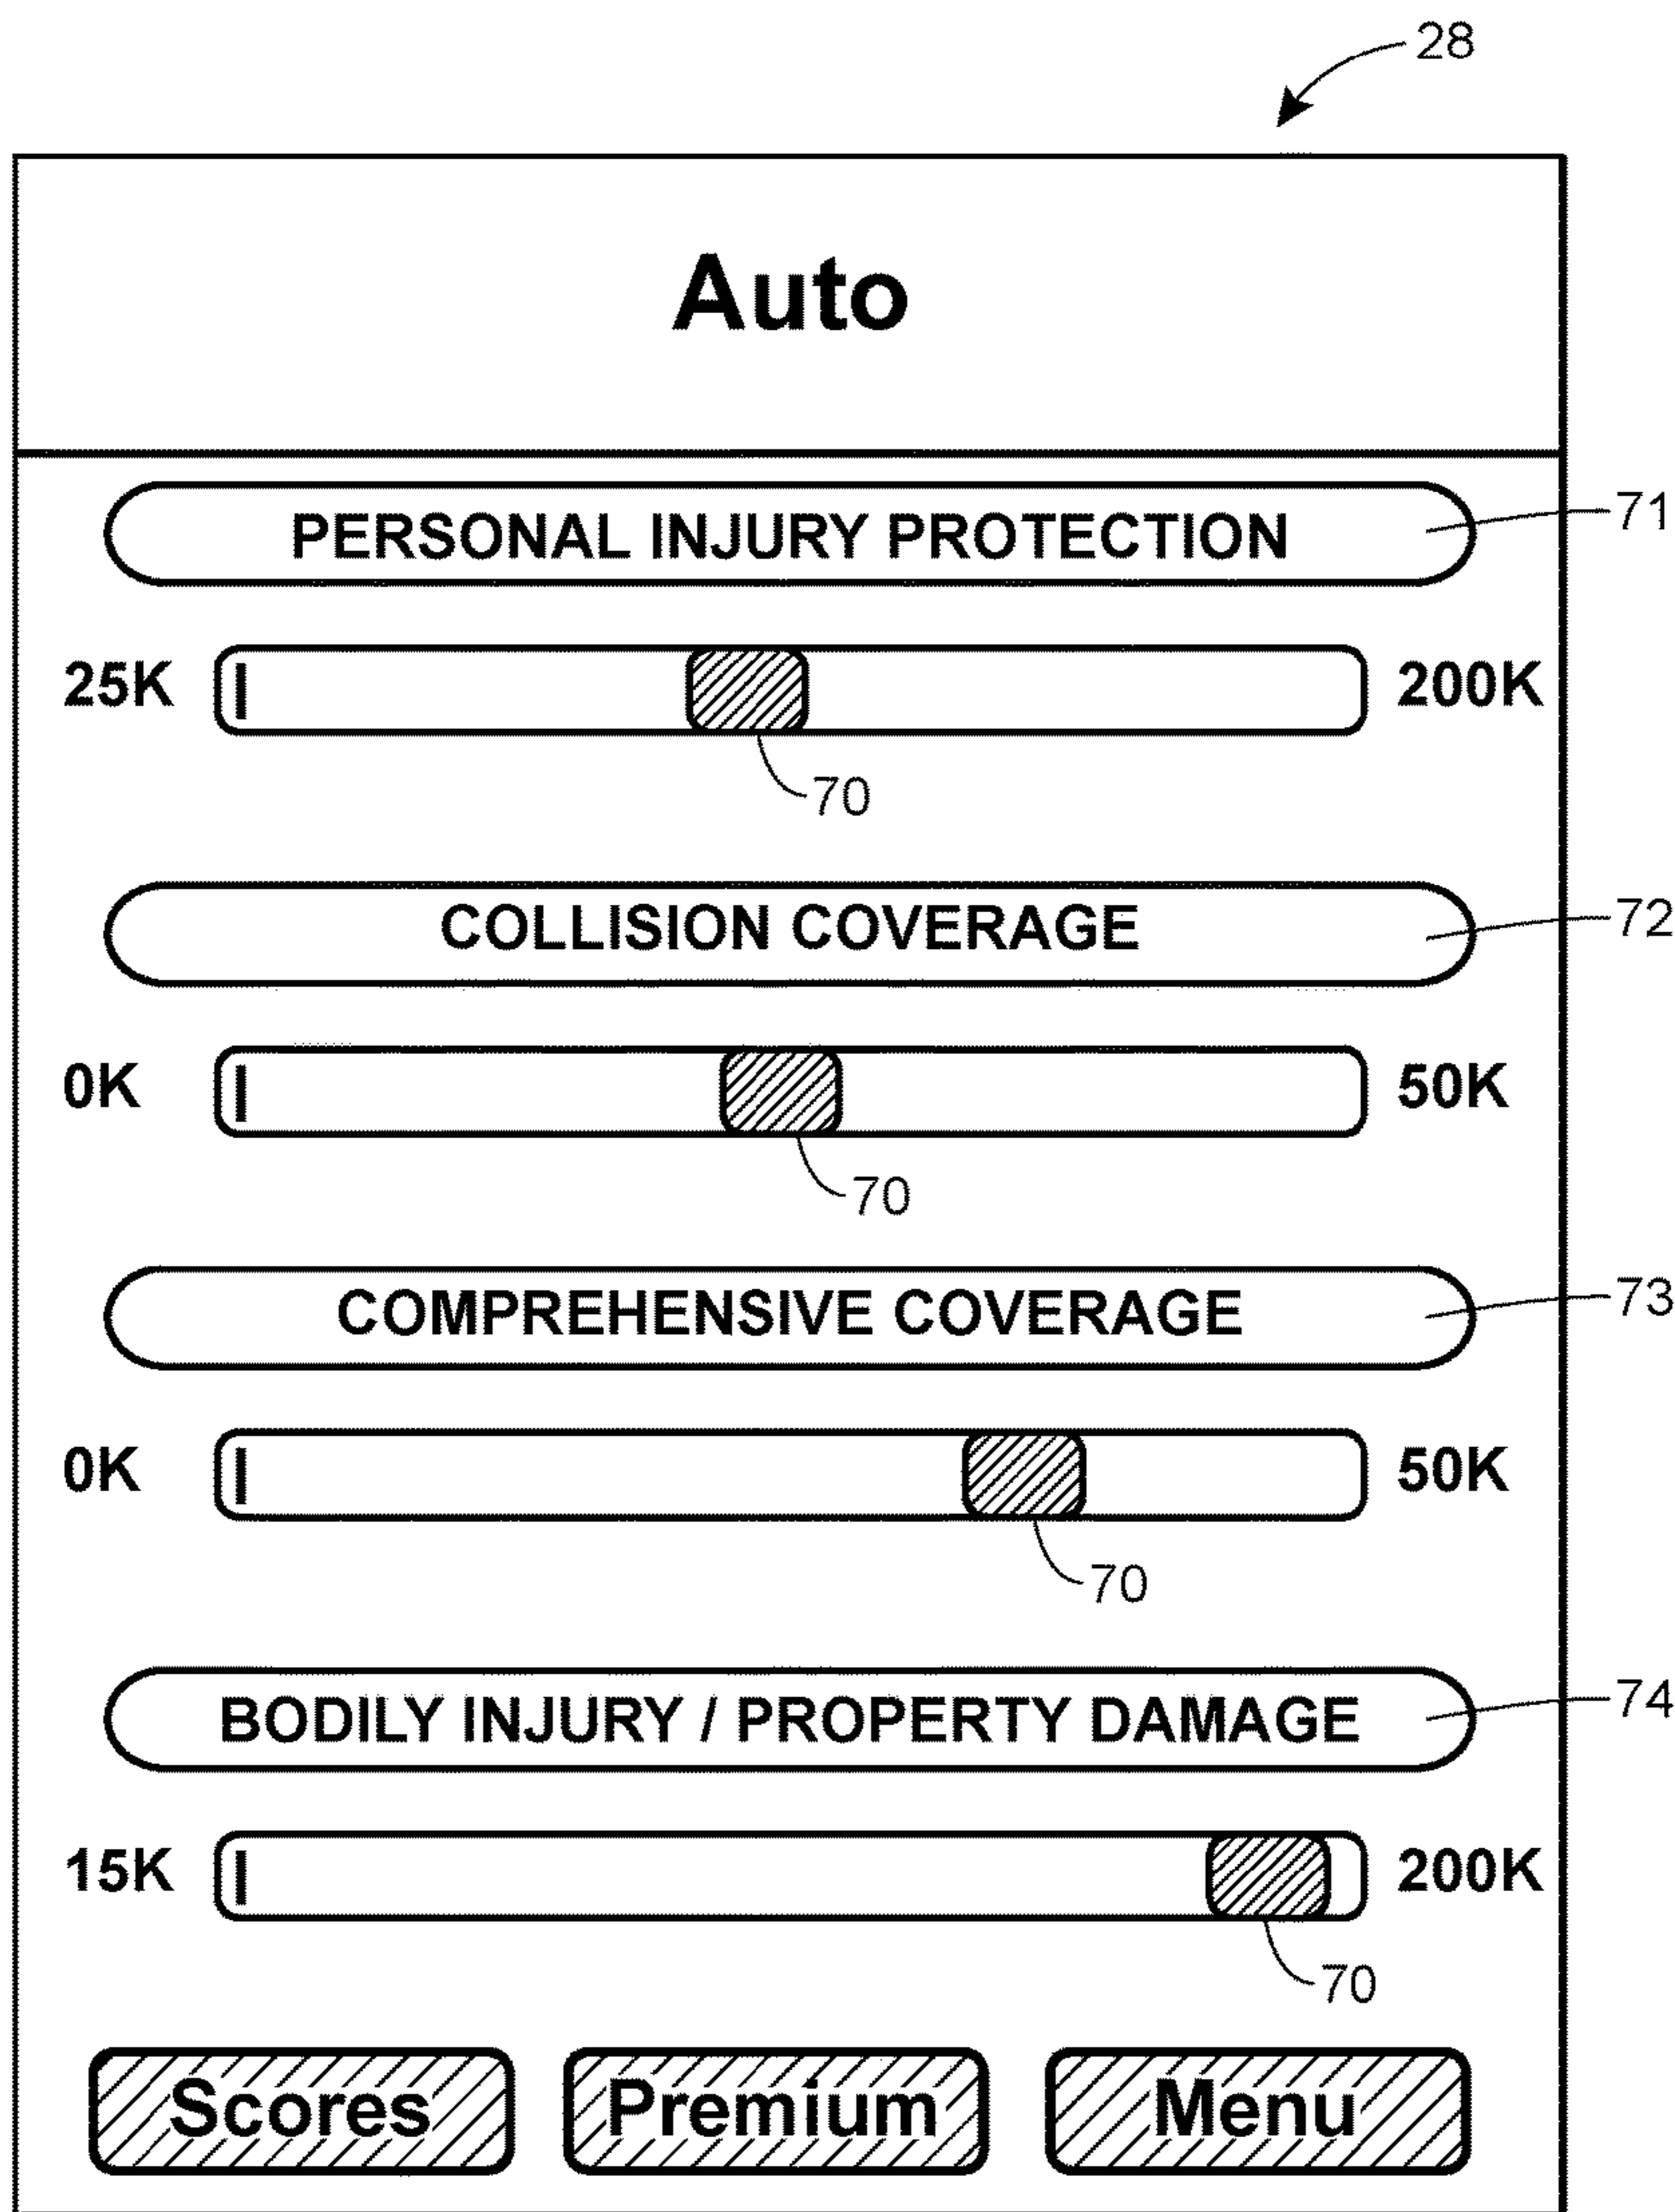 28
Auto
PERSONAL INJURY PROTECTION
71
25K
200K
70
COLLISION COVERAGE
72
0K
50K
70
COMPREHENSIVE COVERAGE
73
0K
50K
70
BODILY INJURY / PROPERTY DAMAGE
74
15K
200K
70
Scores
Premium
Menu